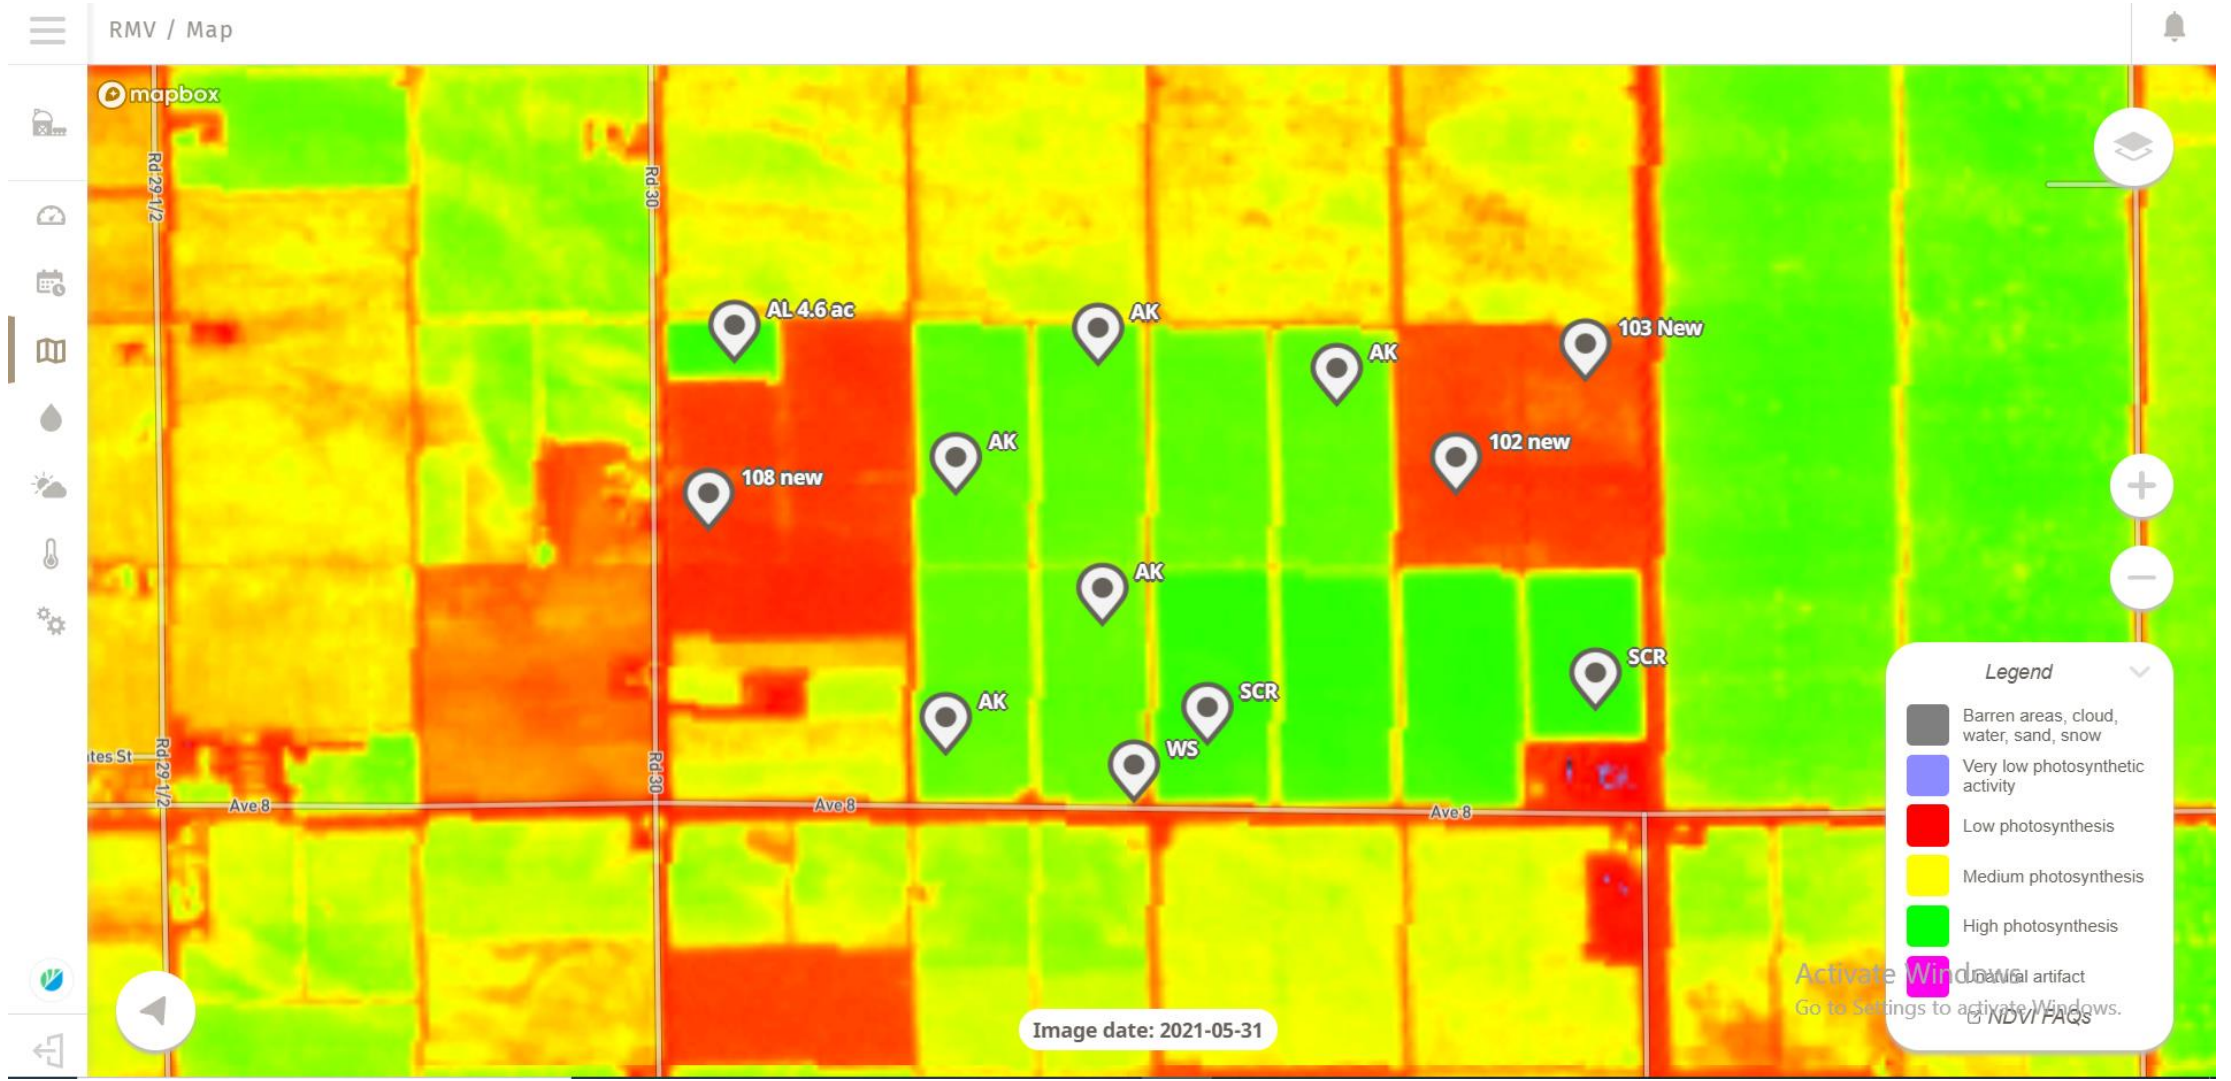 RMV / Map
mapbox
Rd 29-1/2
Rd 30
AL 4.6 ac
AK
103 New
AK
AK
102 new
108 new
AK
SCR
AK
SCR
WS
ates St
Rd 29-1/2
Rd 30
Ave 8
Ave 8
Ave 8
Legend
Barren areas, cloud,
water, sand, snow
Very low photosynthetic
activity
Low photosynthesis
Medium photosynthesis
High photosynthesis
artifact
NDVI FAQs
Activate Windows
Go to Settings to activate Windows.
Image date: 2021-05-31